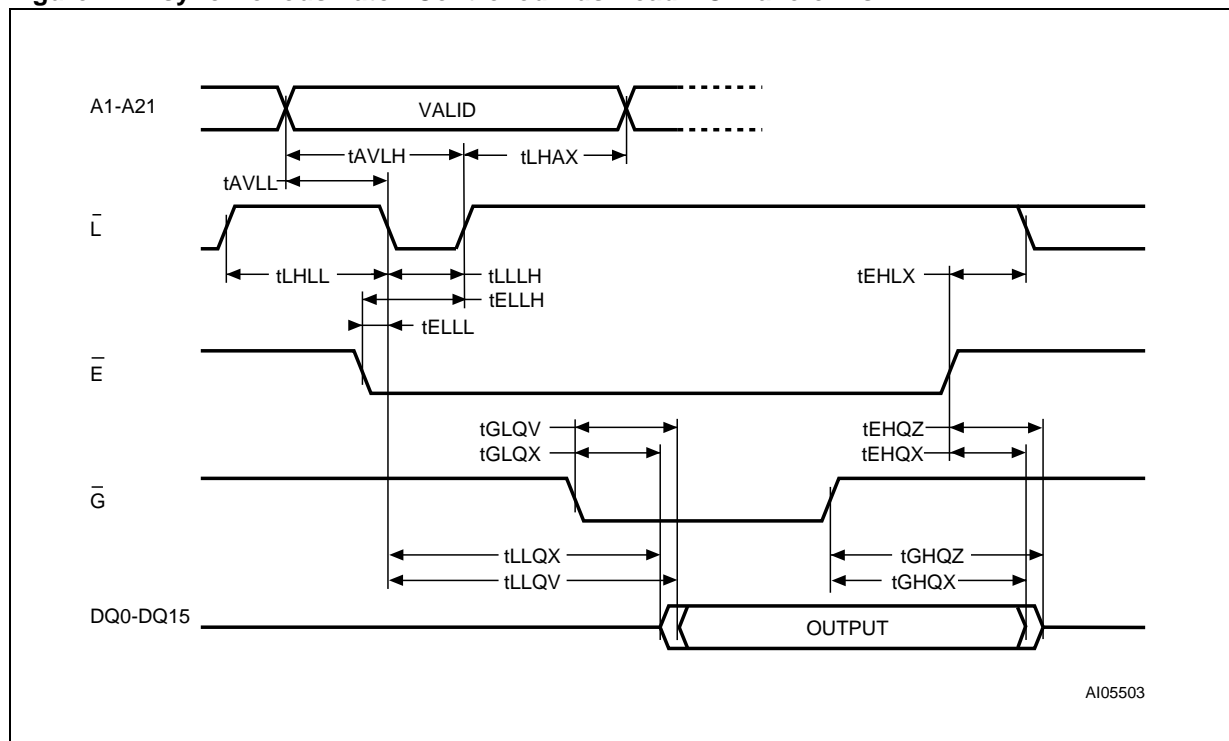 A1-A21
VALID
tAVLH
tLHAX
tAVLL
L̅
tLHLL
tLLLH
tEHLX
tELLH
tELLL
E̅
tGLQV
tEHQZ
tGLQX
tEHQX
G̅
tLLQX
tGHQZ
tLLQV
tGHQX
DQ0-DQ15
OUTPUT
AI05503